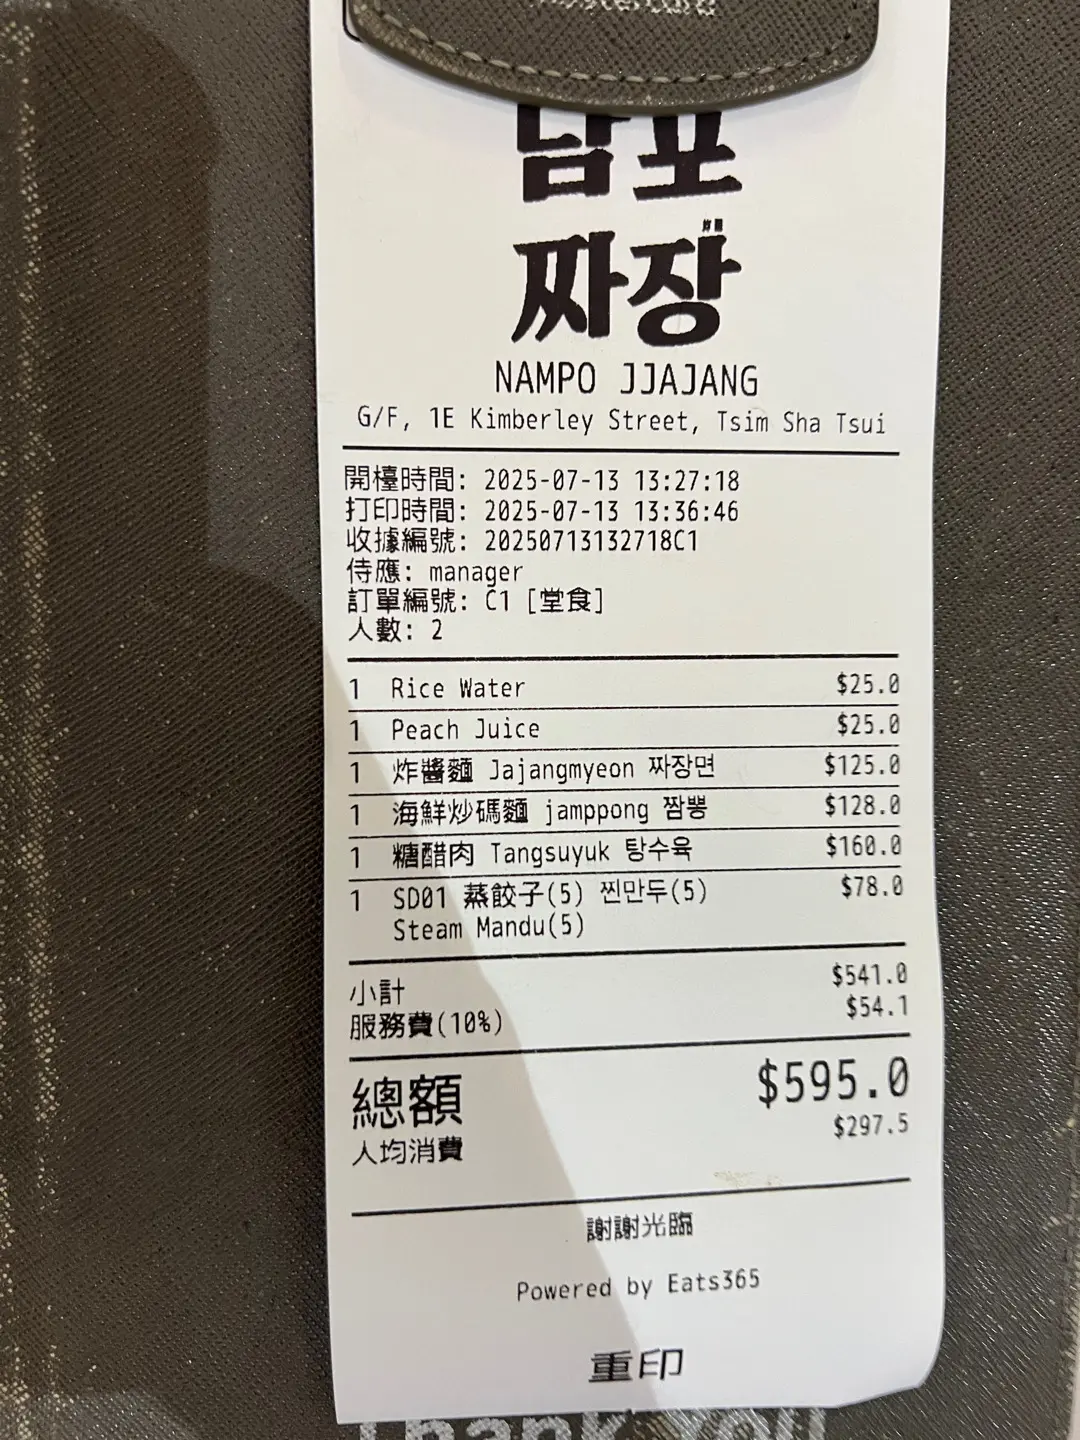 남포
짜장
炸醬
NAMPO JJAJANG
G/F, 1E Kimberley Street, Tsim Sha Tsui
開檯時間: 2025-07-13 13:27:18
打印時間: 2025-07-13 13:36:46
收據編號: 20250713132718C1
侍應: manager
訂單編號: C1 [堂食]
人數: 2
1 Rice Water $25.0
1 Peach Juice $25.0
1 炸醬麵 Jajangmyeon 짜장면 $125.0
1 海鮮炒碼麵 jamppong 짬뽕 $128.0
1 糖醋肉 Tangsuyuk 탕수육 $160.0
1 SD01 蒸餃子(5) 찐만두(5) $78.0
Steam Mandu(5)
小計 $541.0
服務費(10%) $54.1
總額 $595.0
人均消費 $297.5
謝謝光臨
Powered by Eats365
重印
Thank you